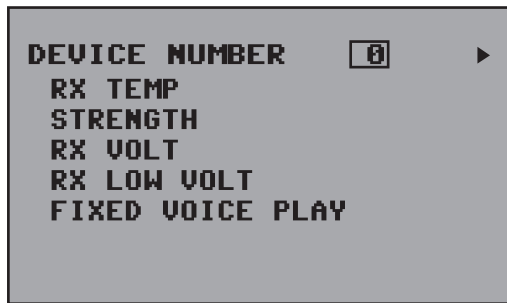 DEVICE NUMBER 0 ▶
RX TEMP
STRENGTH
RX VOLT
RX LOW VOLT
FIXED VOICE PLAY